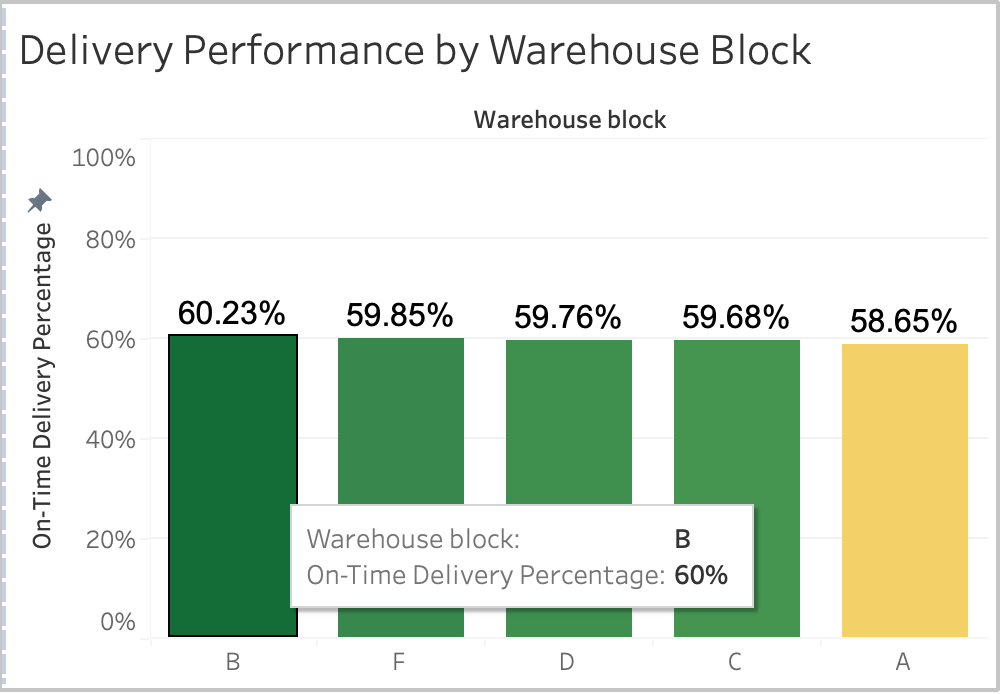 Delivery Performance by Warehouse Block
Warehouse block
On-Time Delivery Percentage
100%
80%
60%
40%
20%
0%
60.23%
59.85%
59.76%
59.68%
58.65%
Warehouse block: B
On-Time Delivery Percentage: 60%
B
F
D
C
A